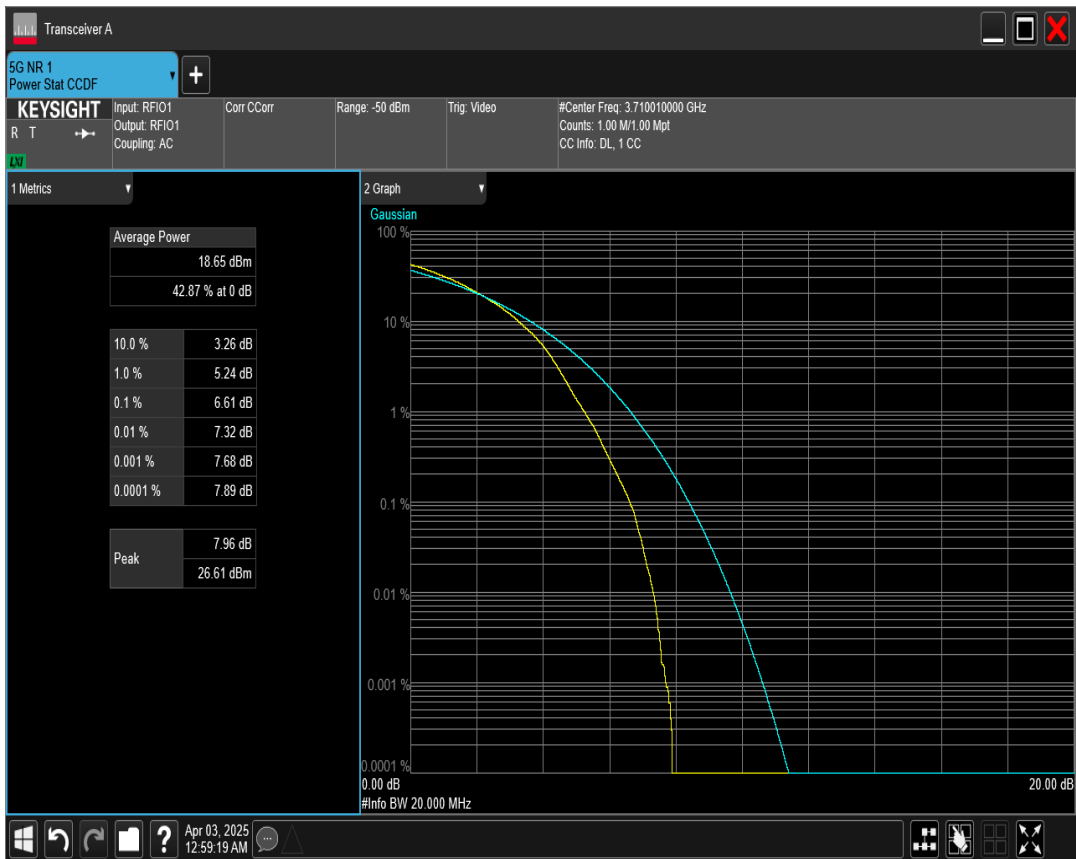 Transceiver A
5G NR 1
Power Stat CCDF
+
KEYSIGHT
R T
LXI
Input: RFIO1
Output: RFIO1
Coupling: AC
Corr CCorr
Range: -50 dBm
Trig: Video
#Center Freq: 3.710010000 GHz
Counts: 1.00 M/1.00 Mpt
CC Info: DL, 1 CC
1 Metrics
Average Power
18.65 dBm
42.87 % at 0 dB
10.0 % 3.26 dB
1.0 % 5.24 dB
0.1 % 6.61 dB
0.01 % 7.32 dB
0.001 % 7.68 dB
0.0001 % 7.89 dB
Peak
7.96 dB
26.61 dBm
2 Graph
Gaussian
100 %
10 %
1 %
0.1 %
0.01 %
0.001 %
0.0001 %
0.00 dB 20.00 dB
#Info BW 20.000 MHz
?
Apr 03, 2025
12:59:19 AM